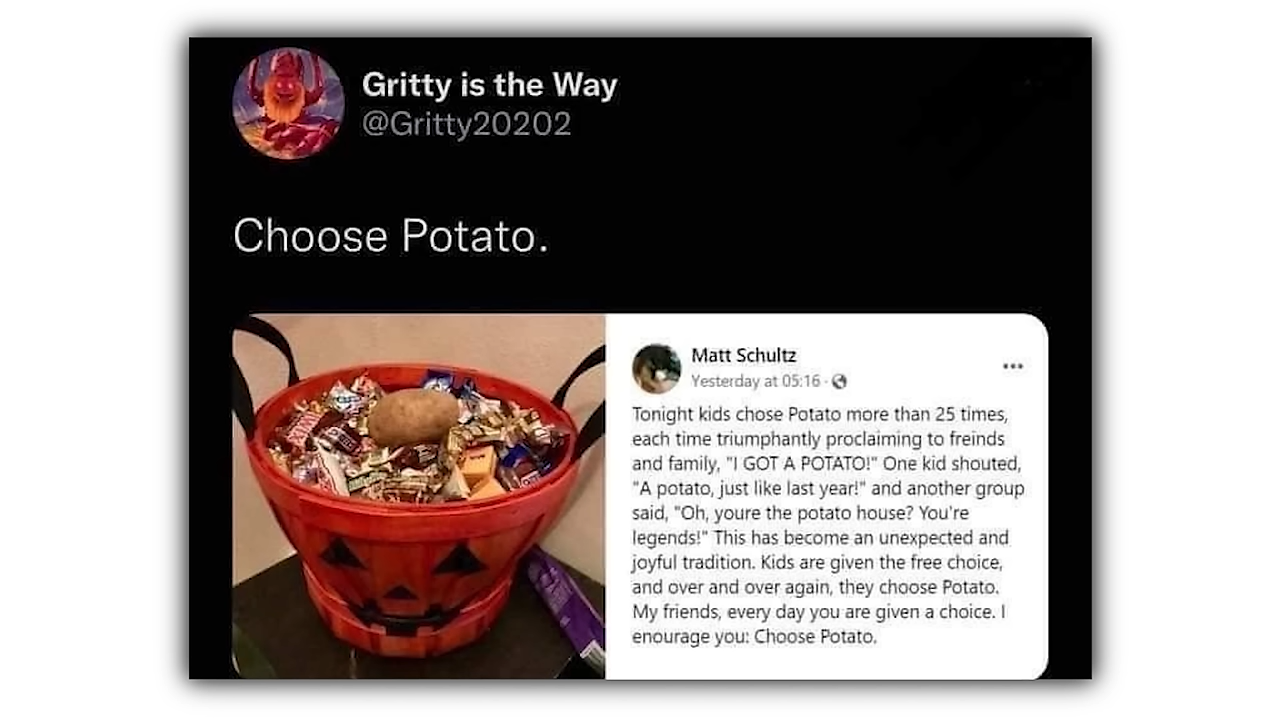 Gritty is the Way
@Gritty20202
Choose Potato.
Matt Schultz
Yesterday at 05:16 ·
Tonight kids chose Potato more than 25 times,
each time triumphantly proclaiming to freinds
and family, "I GOT A POTATO!" One kid shouted,
"A potato, just like last year!" and another group
said, "Oh, youre the potato house? You're
legends!" This has become an unexpected and
joyful tradition. Kids are given the free choice,
and over and over again, they choose Potato.
My friends, every day you are given a choice. I
enourage you: Choose Potato.